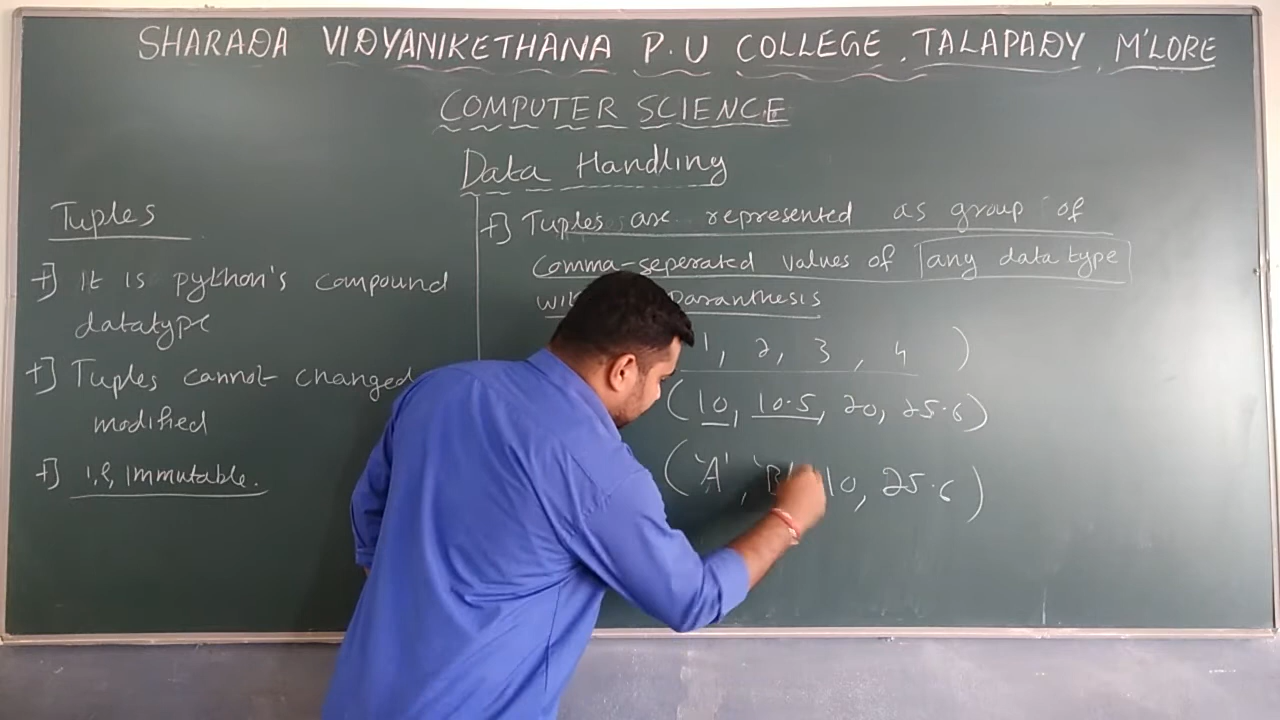 SHARADA VIDYANIKETHANA P.U COLLEGE, TALAPADY, M'LORE
COMPUTER SCIENCE
Data Handling
Tuples
+] It is python's compound
datatype
+] Tuples cannot changed
modified
+] i.e, Immutable.
+] Tuples are represented as group of
Comma-seperated values of any data type
Paranthesis
1, 2, 3, 4 )
(10, 10.5, 20, 25.6)
('A', 10, 25.6)